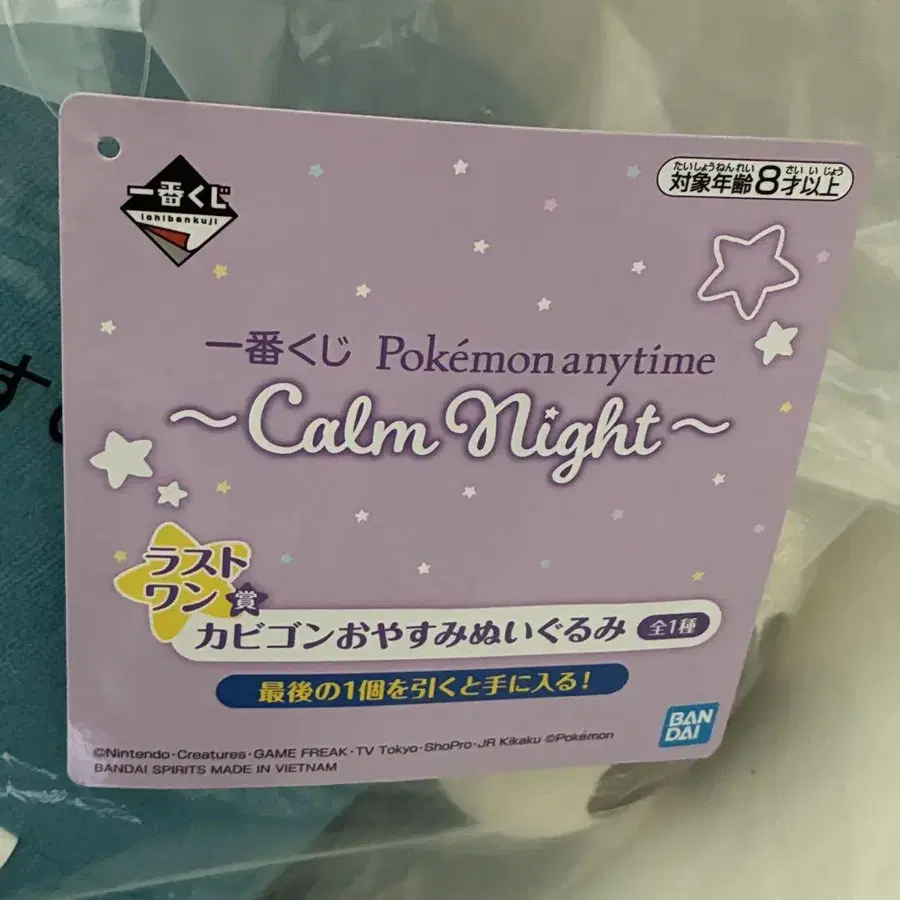 一番くじ
ichibankuji
たいしょうねんれい さい いじょう
対象年齢8才以上
一番くじ Pokémon anytime
～Calm Night～
ラスト
ワン賞
カビゴンおやすみぬいぐるみ 全1種
最後の1個を引くと手に入る!
BAN
DAI
©Nintendo・Creatures・GAME FREAK・TV Tokyo・ShoPro・JR Kikaku ©Pokémon
BANDAI SPIRITS MADE IN VIETNAM